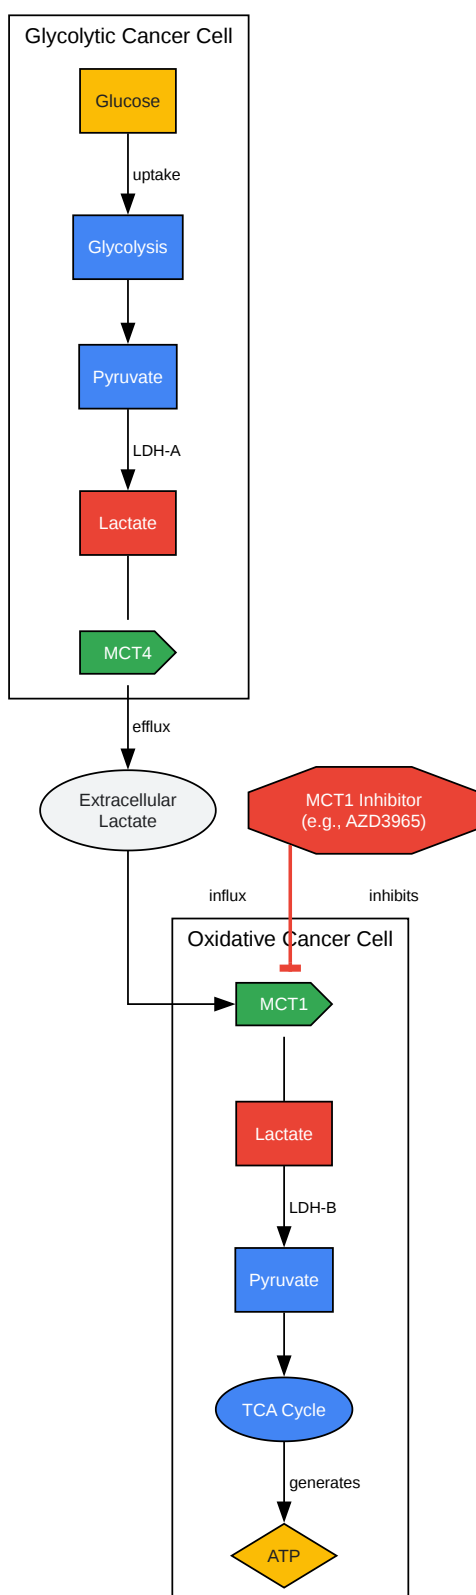 Glycolytic Cancer Cell
Glucose
uptake
Glycolysis
Pyruvate
LDH-A
Lactate
MCT4
efflux
Extracellular
Lactate
MCT1 Inhibitor
(e.g., AZD3965)
influx
inhibits
Oxidative Cancer Cell
MCT1
Lactate
LDH-B
Pyruvate
TCA Cycle
generates
ATP